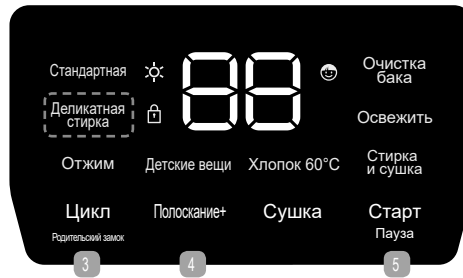 Стандартная
88
Очистка
бака
Деликатная
стирка
Освежить
Отжим
Детские вещи
Хлопок 60°C
Стирка
и сушка
Цикл
Родительский замок
Полоскание+
Сушка
Старт
Пауза
3
4
5